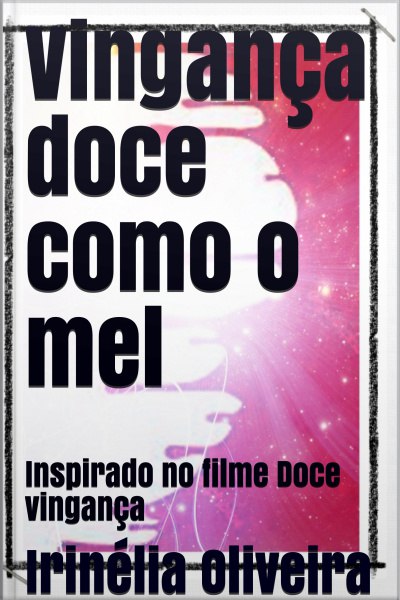 vingança
doce
como o
mel
Inspirado no filme Doce
vingança
Irinélia Oliveira